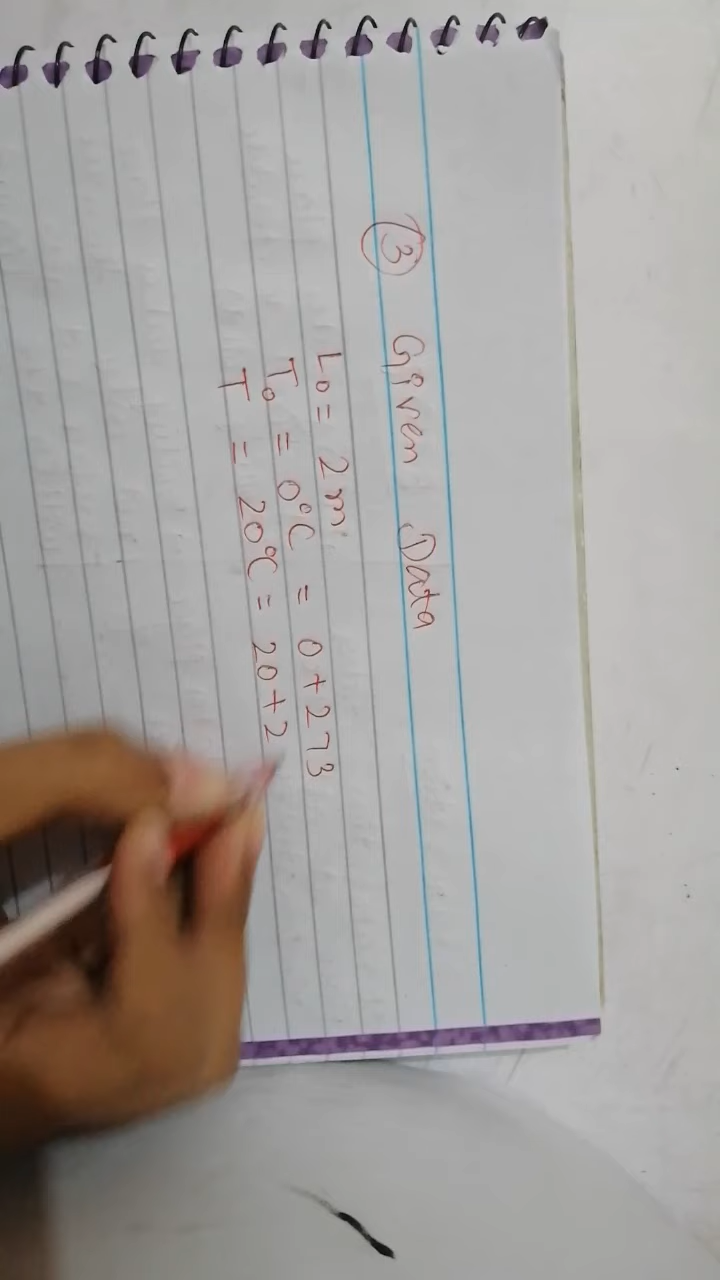 3 Given Data
L₀ = 2m
T₀ = 0°C = 0 + 273
T = 20°C = 20 + 2